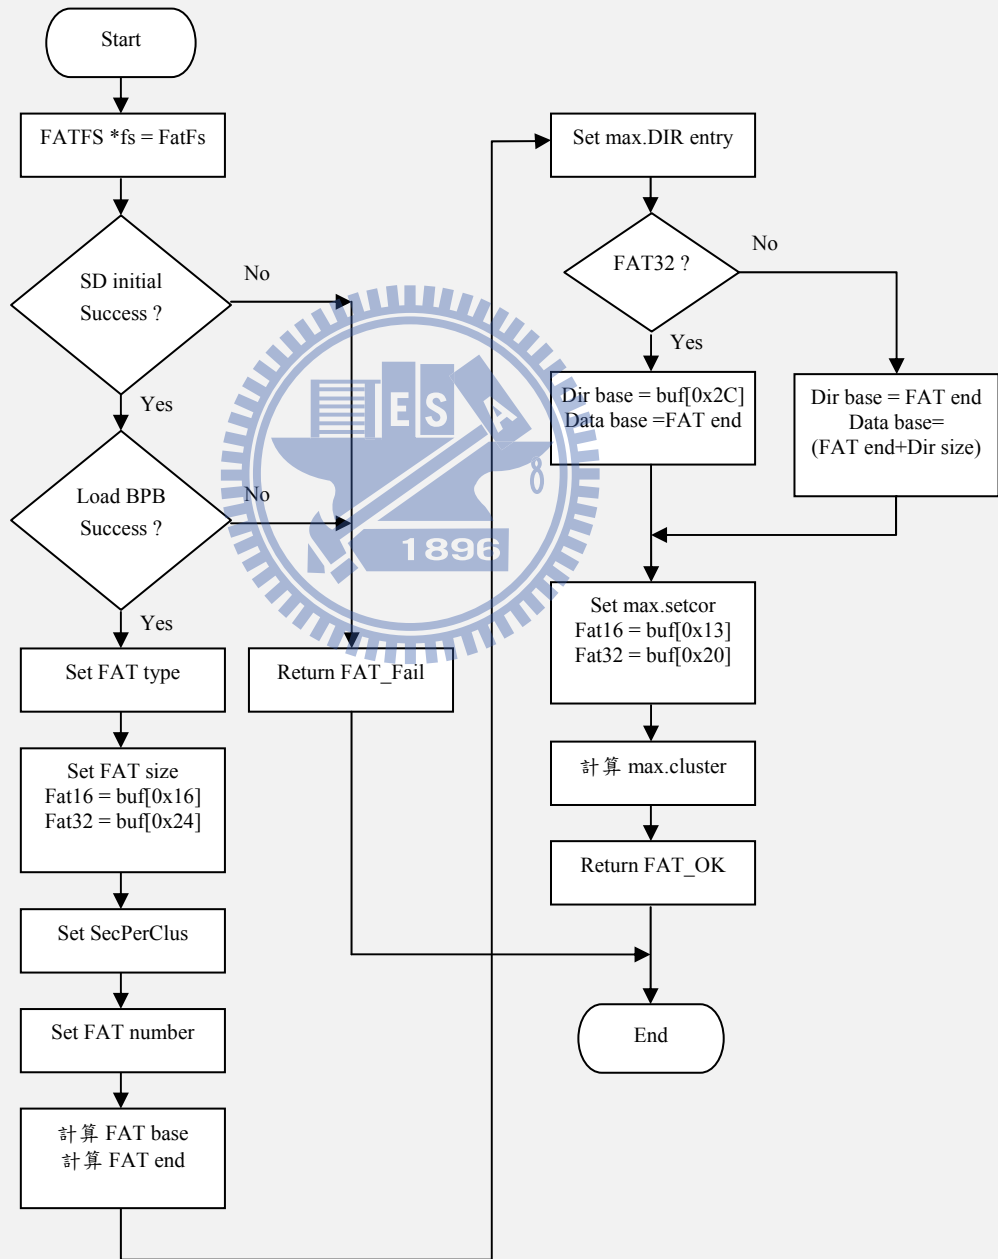 Start
FATFS *fs = FatFs
SD initial
Success ?
No
Yes
Load BPB
Success ?
No
Yes
Set FAT type
Return FAT_Fail
Set FAT size
Fat16 = buf[0x16]
Fat32 = buf[0x24]
Set SecPerClus
Set FAT number
計算 FAT base
計算 FAT end
Set max.DIR entry
FAT32 ?
No
Yes
Dir base = buf[0x2C]
Data base =FAT end
Dir base = FAT end
Data base=
(FAT end+Dir size)
Set max.setcor
Fat16 = buf[0x13]
Fat32 = buf[0x20]
計算 max.cluster
Return FAT_OK
End
E S A
8
1896